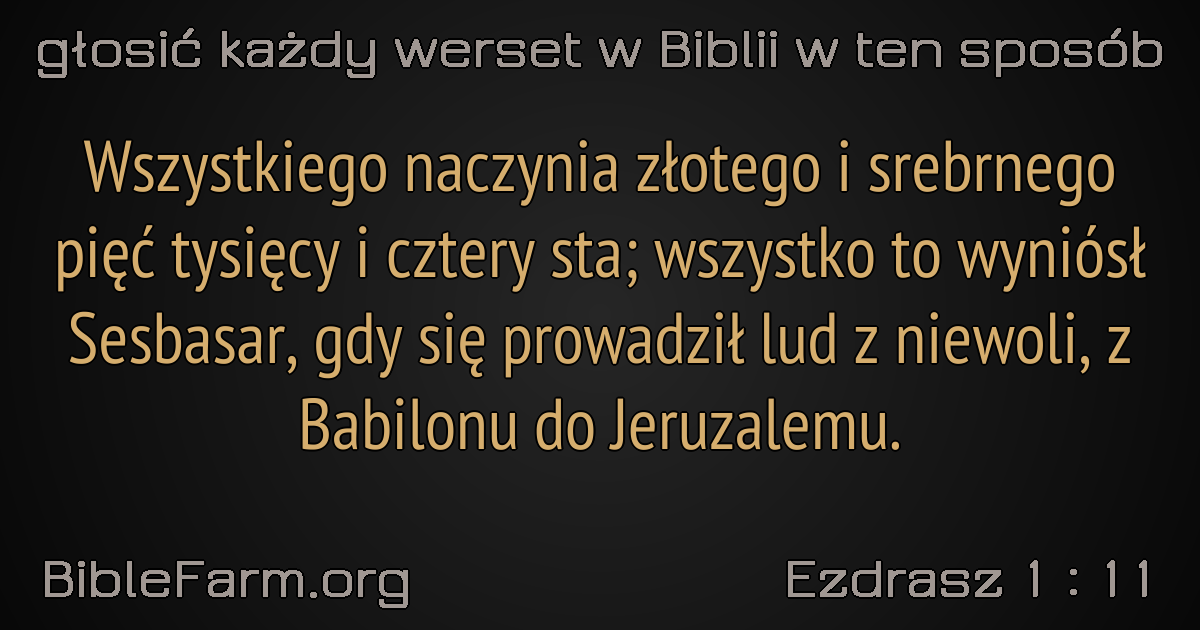 głosić każdy werset w Biblii w ten sposób
Wszystkiego naczynia złotego i srebrnego
pięć tysięcy i cztery sta; wszystko to wyniósł
Sesbasar, gdy się prowadził lud z niewoli, z
Babilonu do Jeruzalemu.
BibleFarm.org
Ezdrasz 1 : 11